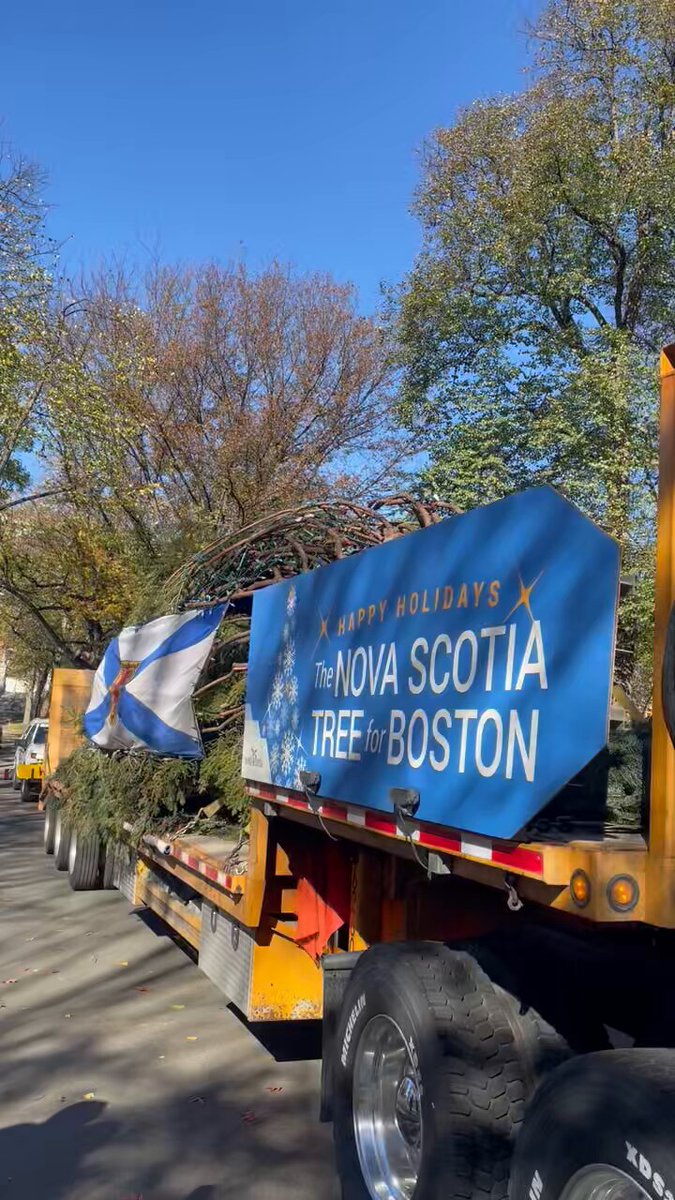 HAPPY HOLIDAYS
The NOVA SCOTIA
TREE for BOSTON
MICHELIN